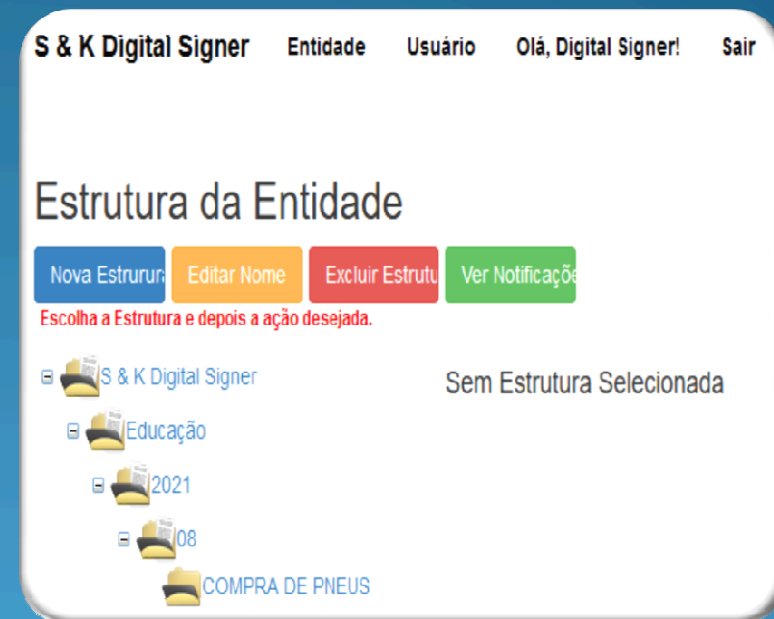 S & K Digital Signer Entidade Usuário Olá, Digital Signer! Sair
Estrutura da Entidade
Nova Estrurur Editar Nome Excluir Estrutu Ver Notificaçõe
Escolha a Estrutura e depois a ação desejada.
S & K Digital Signer
Sem Estrutura Selecionada
Educação
2021
08
COMPRA DE PNEUS